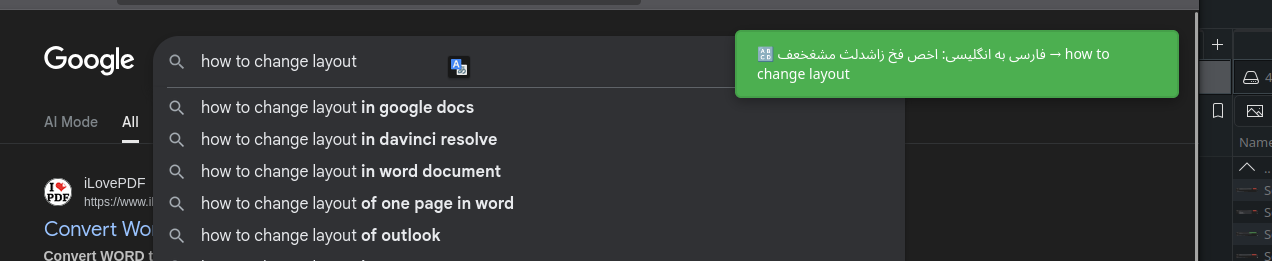 Google
how to change layout
🔠 فارسی به انگلیسی: اخص فخ زاشدلث مشغخعف → how to
change layout
how to change layout in google docs
how to change layout in davinci resolve
how to change layout in word document
how to change layout of one page in word
how to change layout of outlook
AI Mode
All
iLovePDF
https://www.il
Convert Wor
Convert WORD t
Name
4